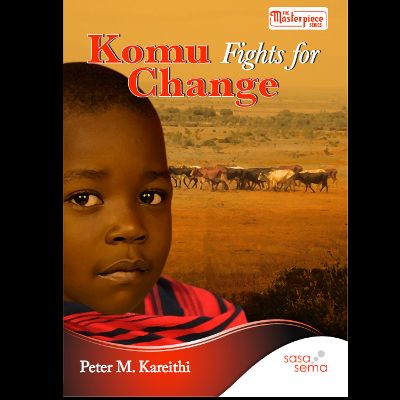 THE
Masterpiece
SERIES
Komu Fights for
Change
Peter M. Kareithi
sasa
sema